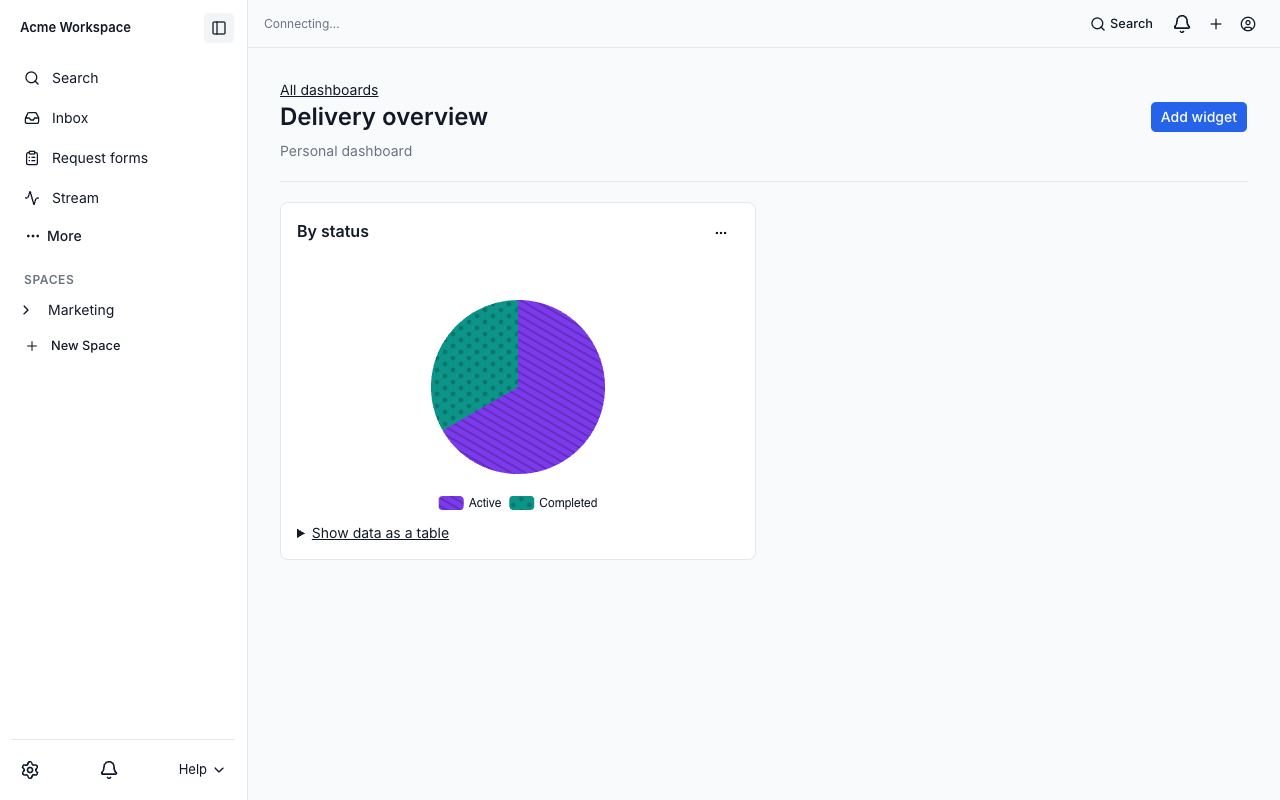 Acme Workspace
Search
Inbox
Request forms
Stream
More
SPACES
Marketing
New Space
Help
Connecting...
Search
All dashboards
Delivery overview
Add widget
Personal dashboard
By status
Active
Completed
Show data as a table